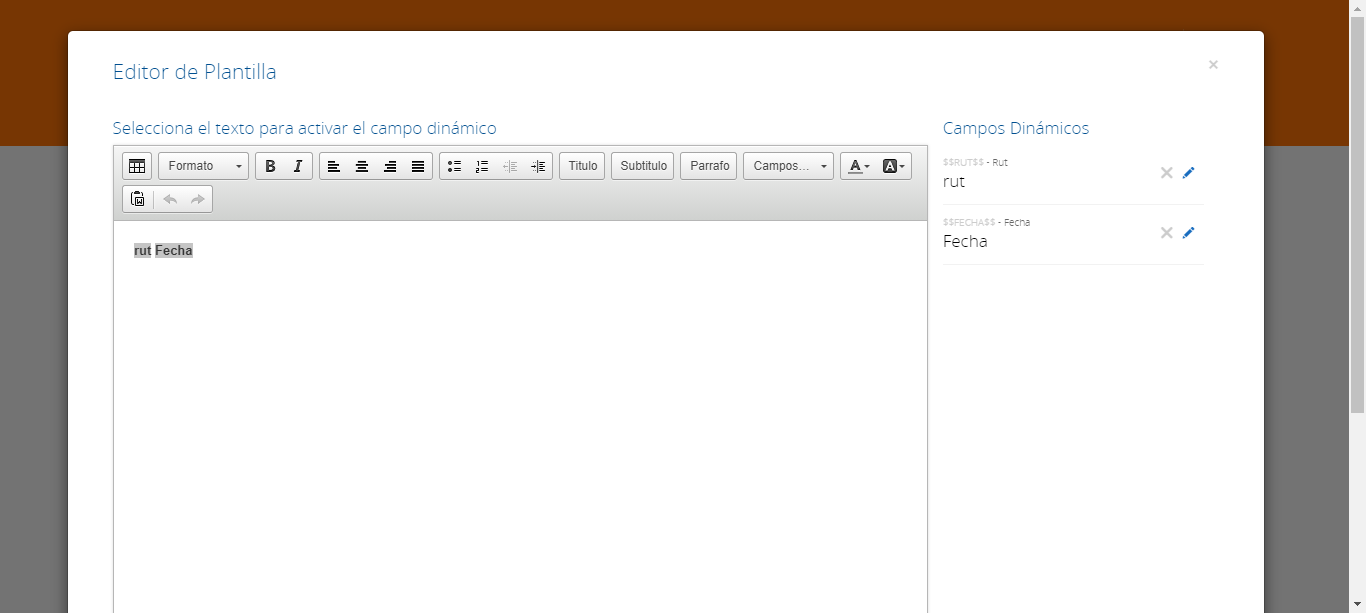 Editor de Plantilla
×
Selecciona el texto para activar el campo dinámico
Formato
B I
Titulo
Subtitulo
Parrafo
Campos...
A
A
rut Fecha
Campos Dinámicos
$$RUT$$ - Rut
rut
$$FECHA$$ - Fecha
Fecha